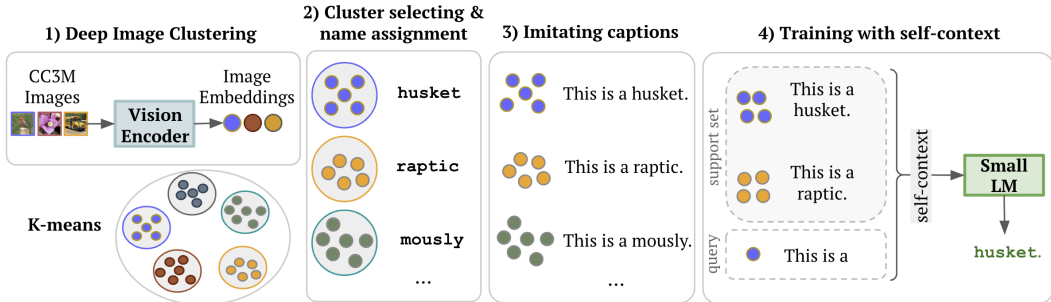 1) Deep Image Clustering
CC3M
Images
Vision
Encoder
Image
Embeddings
K-means
2) Cluster selecting &
name assignment
husket
raptic
mously
...
3) Imitating captions
This is a husket.
This is a raptic.
This is a mously.
...
4) Training with self-context
support set
This is a
husket.
This is a
raptic.
query
This is a
self-context
Small
LM
husket.